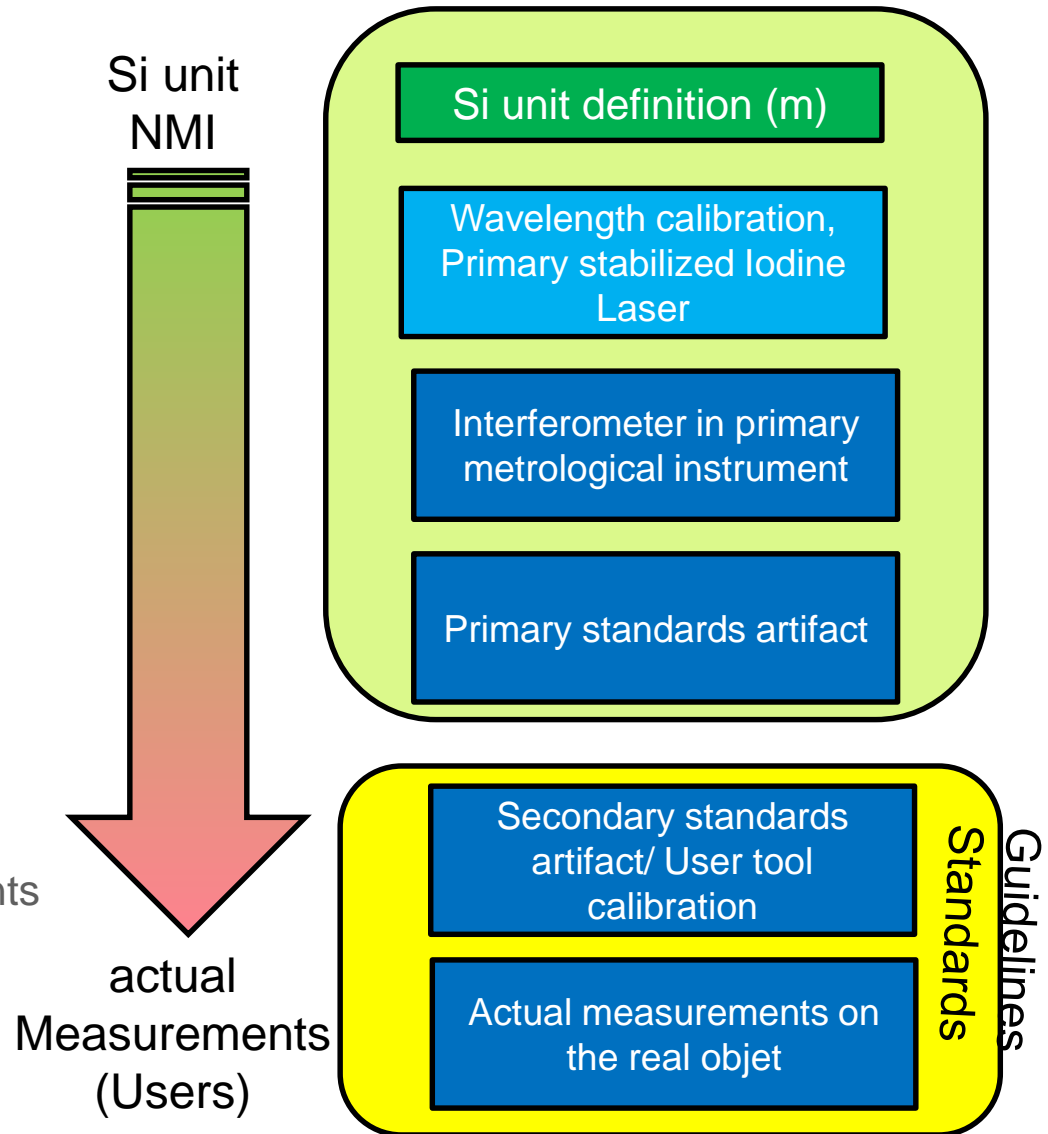 Si unit
NMI
Si unit definition (m)
Wavelength calibration,
Primary stabilized Iodine
Laser
Interferometer in primary
metrological instrument
Primary standards artifact
Secondary standards
artifact/ User tool
calibration
Actual measurements on
the real objet
Guidelines
Standards
nts
actual
Measurements
(Users)